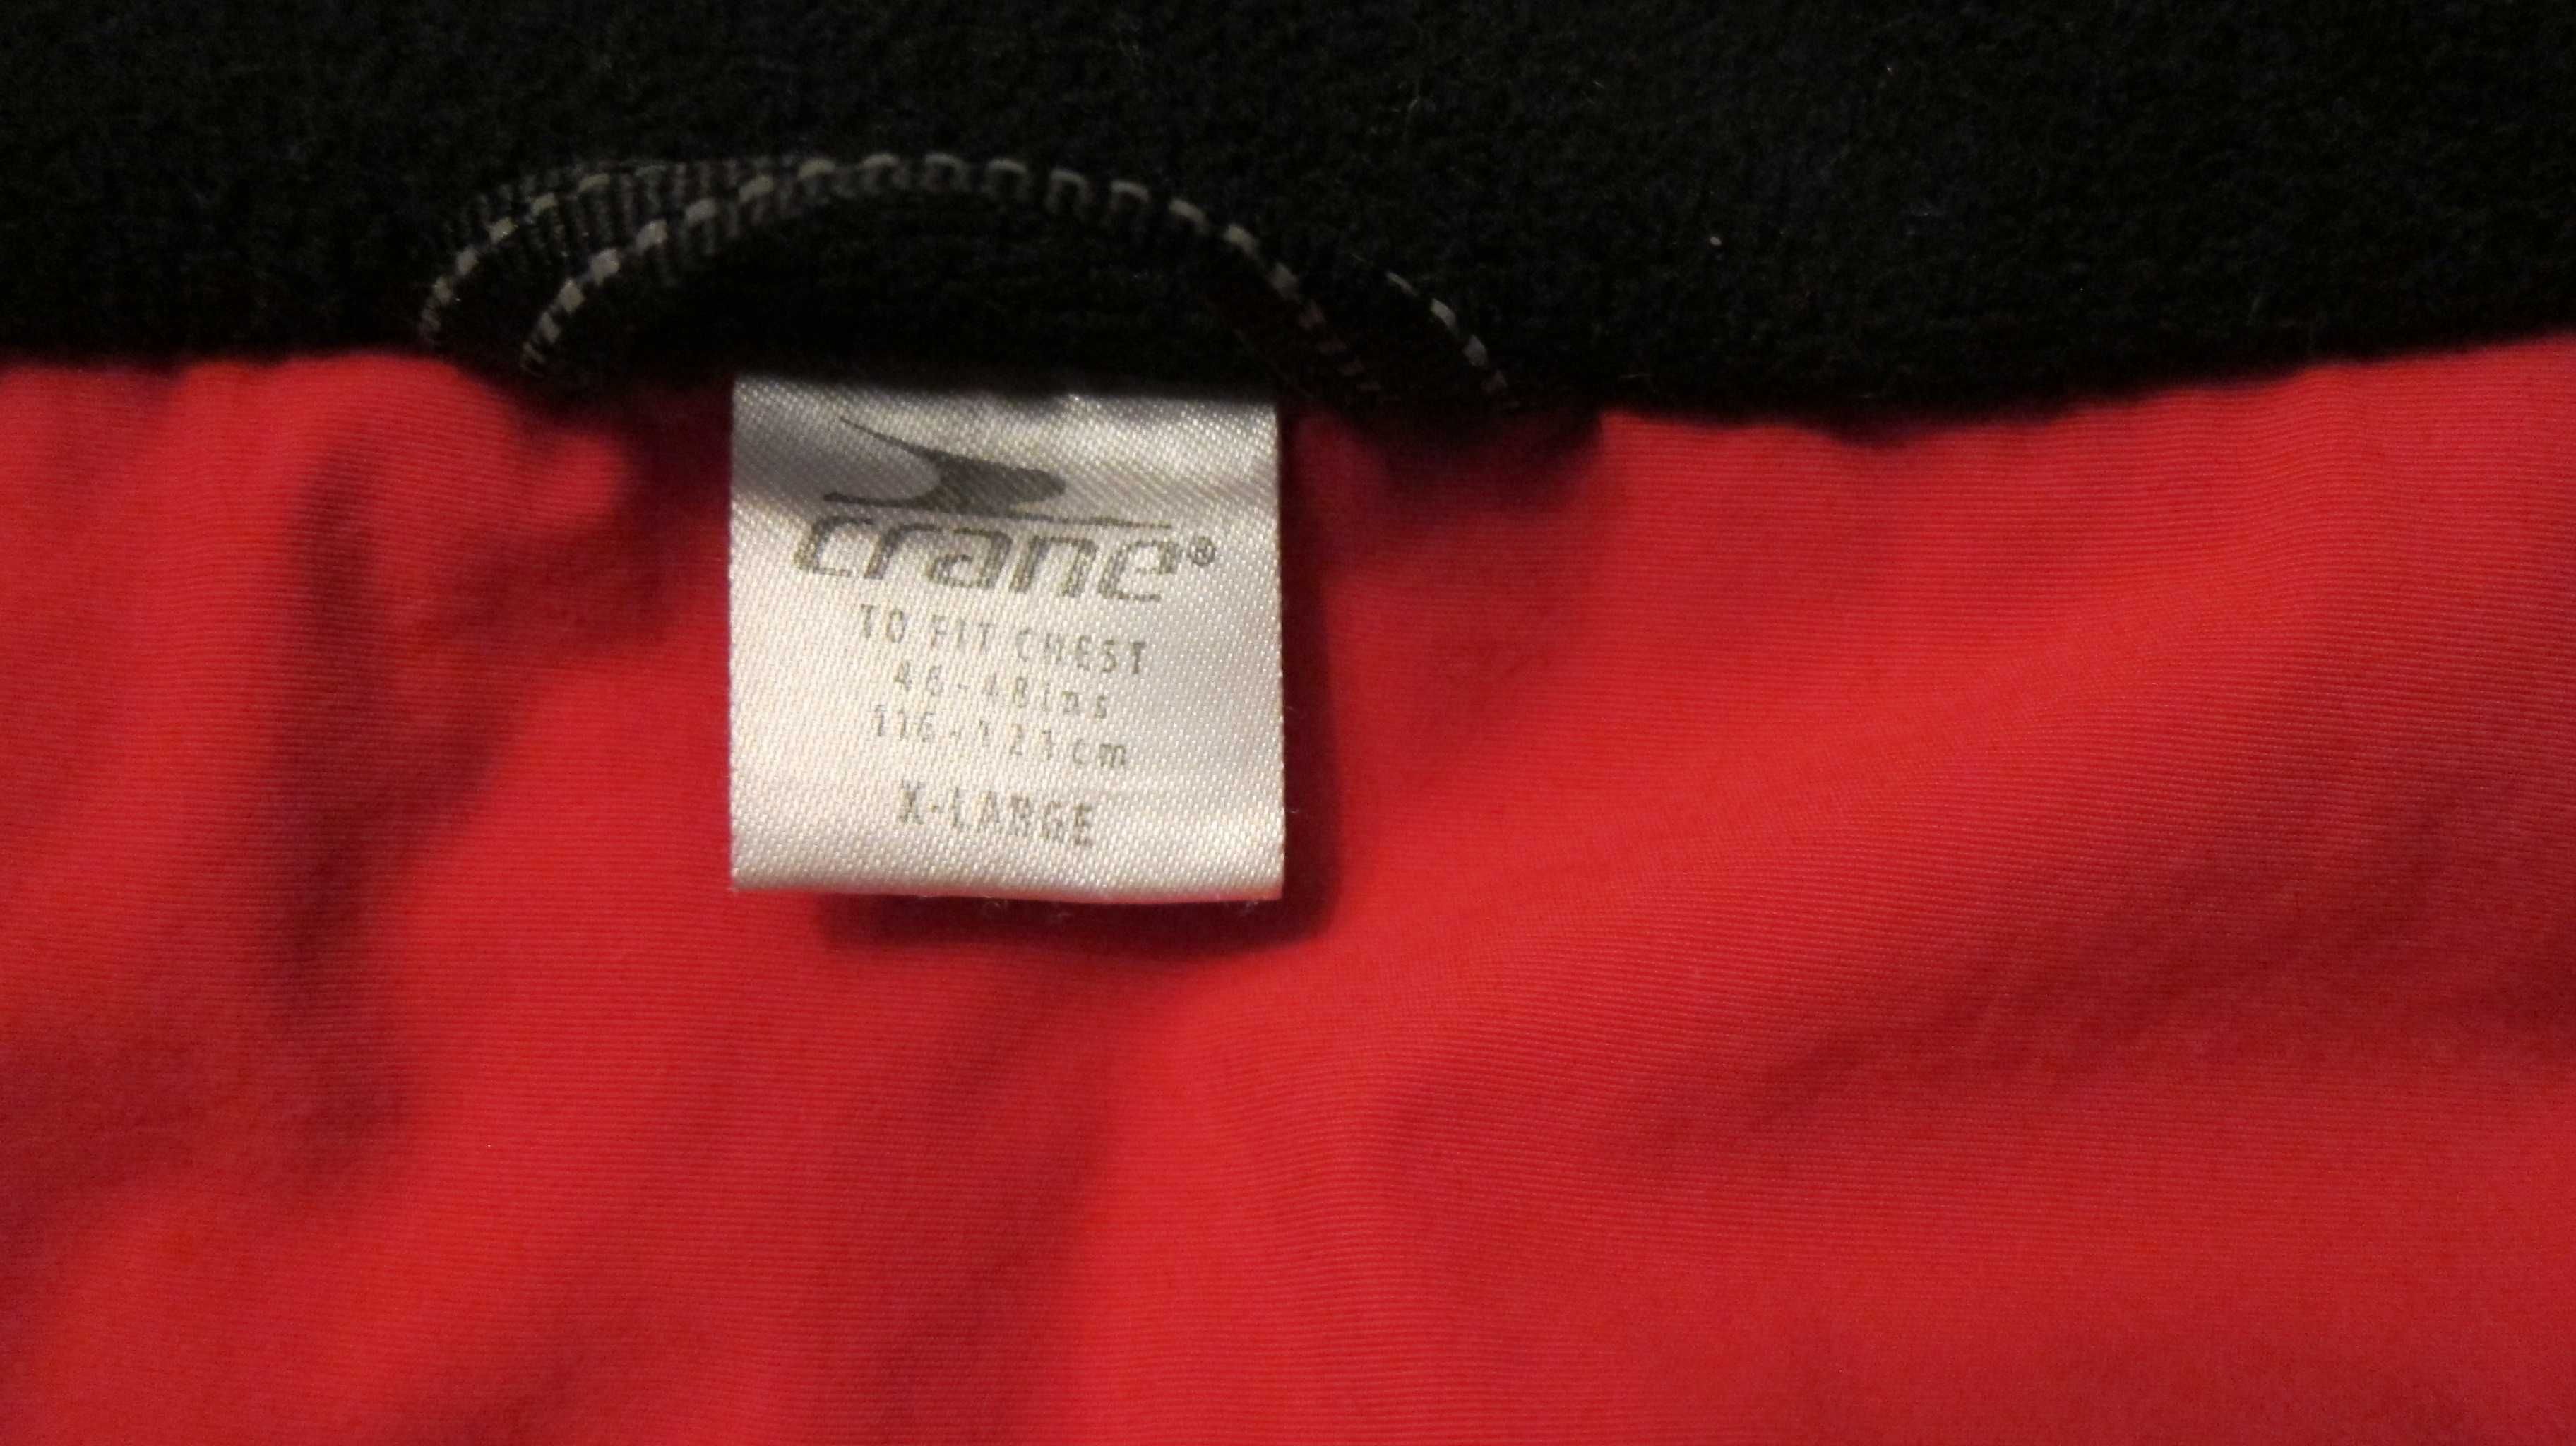 crane®
TO FIT CHEST
46-48ins
116-121cm
X-LARGE